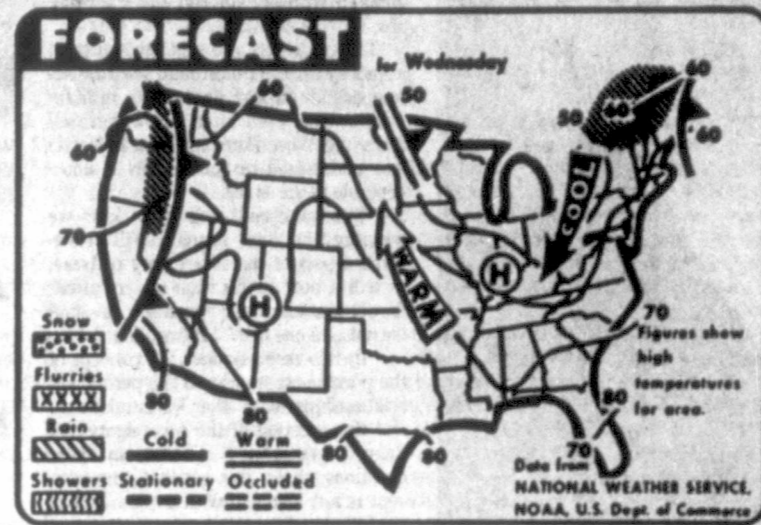 FORECAST
for Wednesday
60
50
60
60
50
60
60
70
COOL
WARM
H
H
Snow
Flurries
Rain
Showers
Cold
Warm
Stationary
Occluded
80
80
80
80
70
80
70
Figures show
high
temperatures
for area.
Data from
NATIONAL WEATHER SERVICE,
NOAA, U.S. Dept. of Commerce